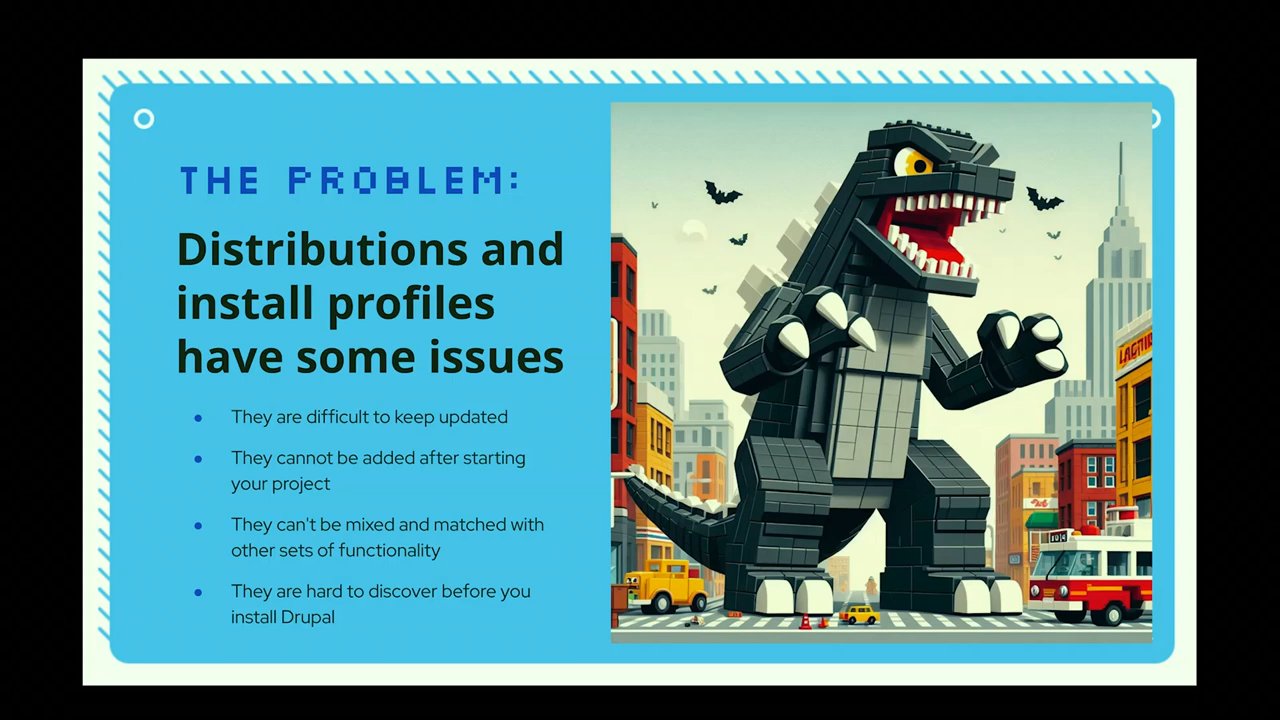 THE PROBLEM:
Distributions and
install profiles
have some issues
● They are difficult to keep updated
● They cannot be added after starting
your project
● They can't be mixed and matched with
other sets of functionality
● They are hard to discover before you
install Drupal